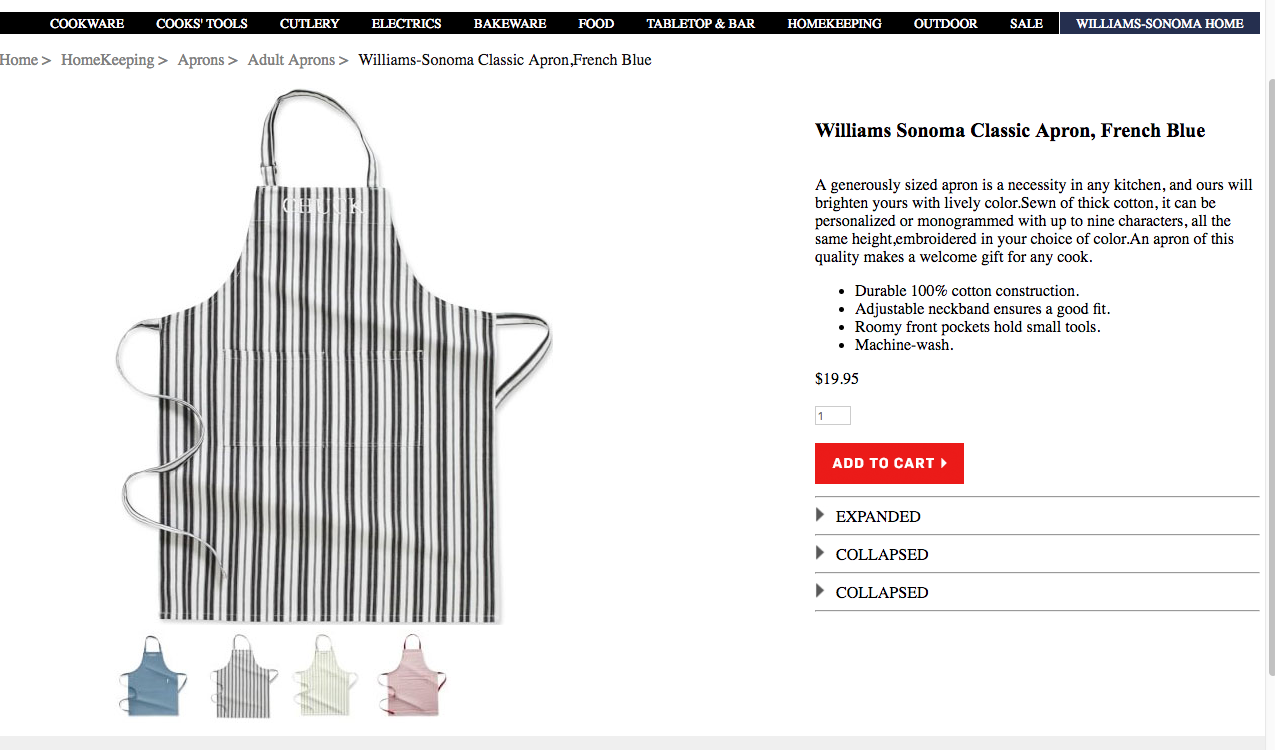 COOKWARE COOKS' TOOLS CUTLERY ELECTRICS BAKEWARE FOOD TABLETOP & BAR HOMEKEEPING OUTDOOR SALE WILLIAMS-SONOMA HOME
Home > HomeKeeping > Aprons > Adult Aprons > Williams-Sonoma Classic Apron,French Blue
CHUCK
Williams Sonoma Classic Apron, French Blue
A generously sized apron is a necessity in any kitchen, and ours will
brighten yours with lively color.Sewn of thick cotton, it can be
personalized or monogrammed with up to nine characters, all the
same height,embroidered in your choice of color.An apron of this
quality makes a welcome gift for any cook.
• Durable 100% cotton construction.
• Adjustable neckband ensures a good fit.
• Roomy front pockets hold small tools.
• Machine-wash.
$19.95
1
ADD TO CART
EXPANDED
COLLAPSED
COLLAPSED